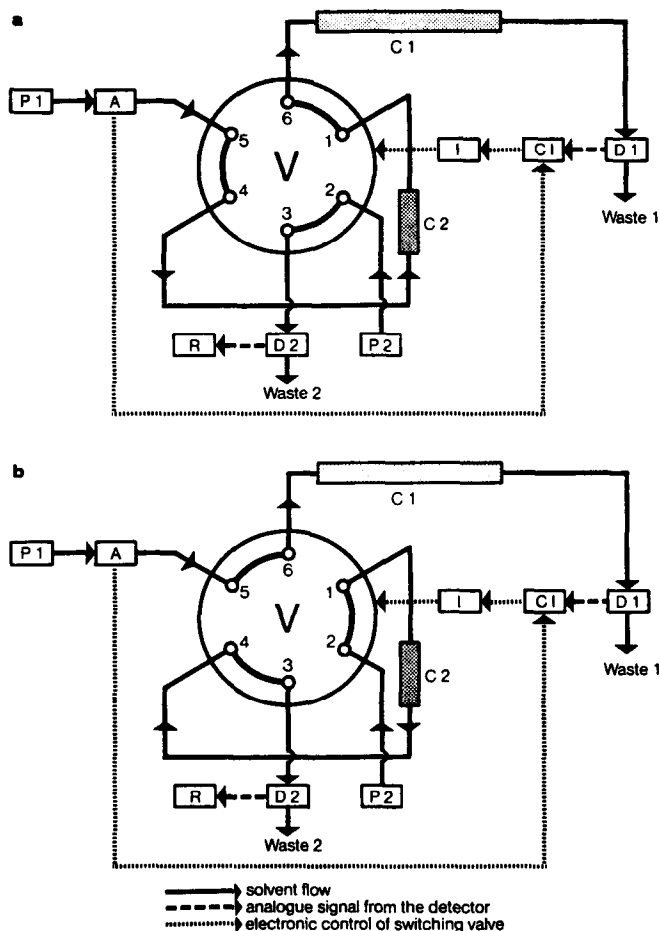 a
C 1
P 1
A
6
5
1
I
C I
D 1
V
4
2
3
Waste 1
C 2
R
D 2
P 2
Waste 2
b
C 1
P 1
A
6
5
1
I
C I
D 1
V
4
2
3
Waste 1
C 2
R
D 2
P 2
Waste 2
solvent flow
analogue signal from the detector
electronic control of switching valve